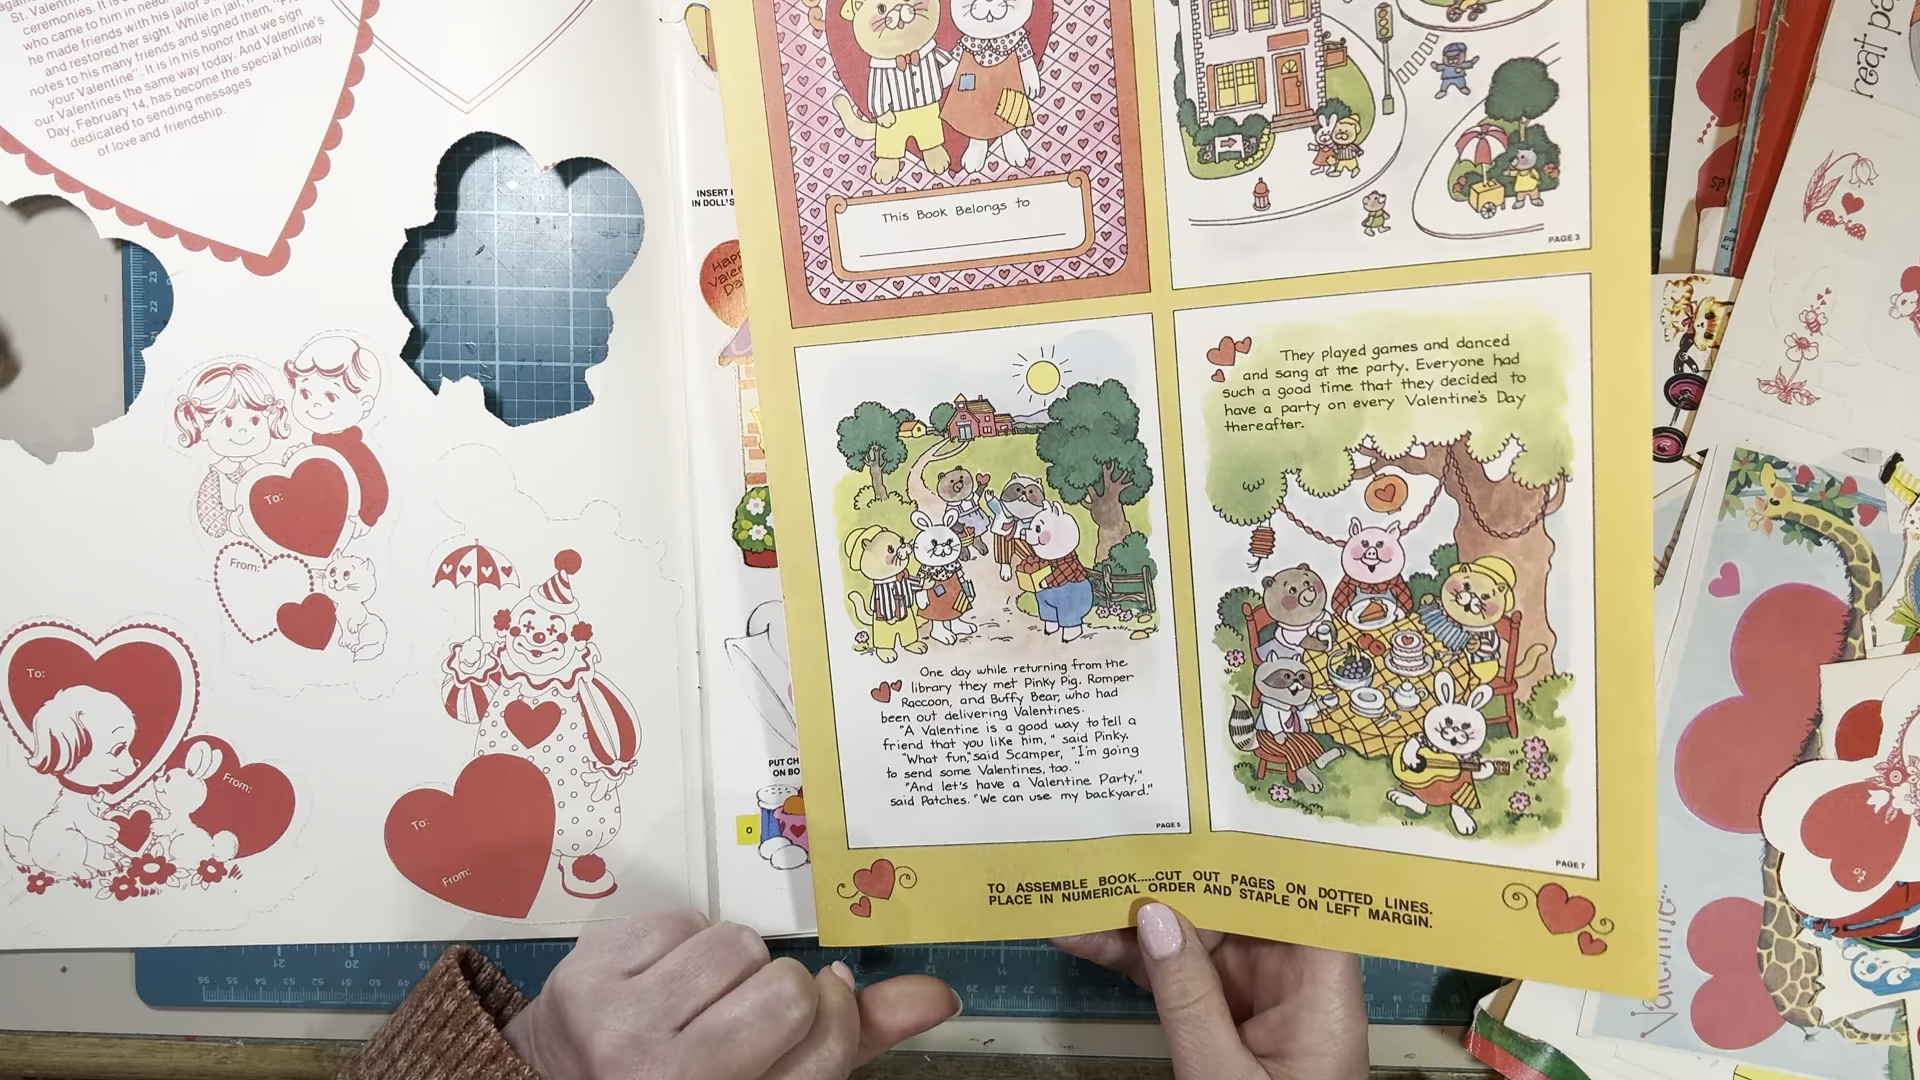 St. Valentin
ceremonies. It is
who came to him in need
he made friends with his jailor's
and restored her sight. While in jail, he
notes to his many friends and signed them, "
your Valentine". It is in his honor that we sign
our Valentines the same way today. And Valentine's
Day, February 14, has become the special holiday
dedicated to sending messages
of love and friendship.
To:
From:
To:
From:
To:
From:
INSERT
IN DOLL'S
Happ
Valen
Da
PUT CH
ON BO
O
This Book Belongs to
PAGE 3
One day while returning from the
library they met Pinky Pig. Romper
Raccoon, and Buffy Bear, who had
been out delivering Valentines.
"A Valentine is a good way to tell a
friend that you like him," said Pinky.
"What fun," said Scamper, "I'm going
to send some Valentines, too."
"And let's have a Valentine Party,"
said Patches. "We can use my backyard."
PAGE 5
They played games and danced
and sang at the party. Everyone had
such a good time that they decided to
have a party on every Valentine's Day
thereafter.
PAGE 7
TO ASSEMBLE BOOK.....CUT OUT PAGES ON DOTTED LINES.
PLACE IN NUMERICAL ORDER AND STAPLE ON LEFT MARGIN.
Valentine...